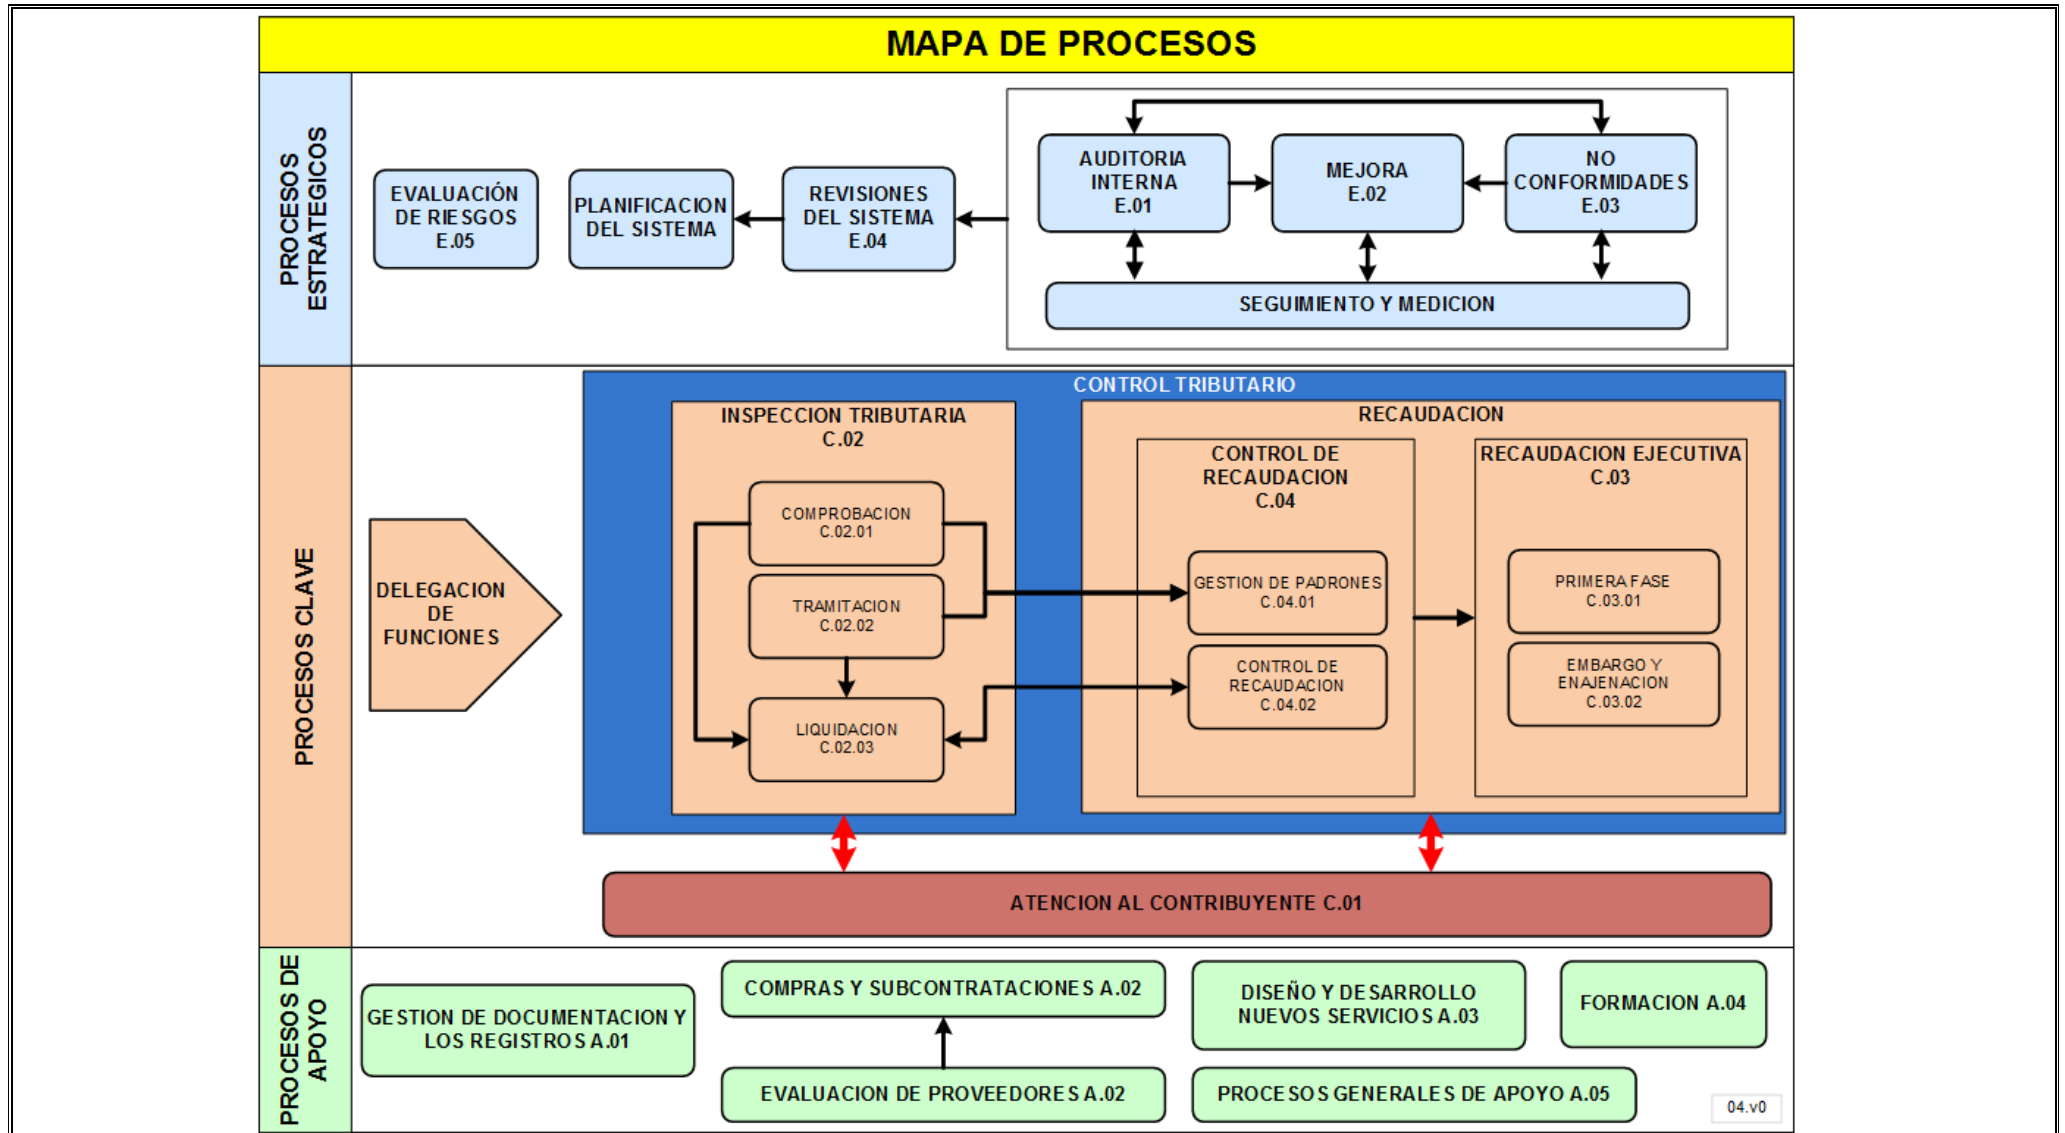 MAPA DE PROCESOS
PROCESOS
ESTRATEGICOS
EVALUACIÓN
DE RIESGOS
E.05
PLANIFICACION
DEL SISTEMA
REVISIONES
DEL SISTEMA
E.04
AUDITORIA
INTERNA
E.01
MEJORA
E.02
NO
CONFORMIDADES
E.03
SEGUIMIENTO Y MEDICION
PROCESOS CLAVE
DELEGACION
DE
FUNCIONES
CONTROL TRIBUTARIO
INSPECCION TRIBUTARIA
C.02
COMPROBACION
C.02.01
TRAMITACION
C.02.02
LIQUIDACION
C.02.03
RECAUDACION
CONTROL DE
RECAUDACION
C.04
GESTION DE PADRONES
C.04.01
CONTROL DE
RECAUDACION
C.04.02
RECAUDACION EJECUTIVA
C.03
PRIMERA FASE
C.03.01
EMBARGO Y
ENAJENACION
C.03.02
ATENCION AL CONTRIBUYENTE C.01
PROCESOS DE
APOYO
GESTION DE DOCUMENTACION Y
LOS REGISTROS A.01
COMPRAS Y SUBCONTRATACIONES A.02
EVALUACION DE PROVEEDORES A.02
DISEÑO Y DESARROLLO
NUEVOS SERVICIOS A.03
FORMACION A.04
PROCESOS GENERALES DE APOYO A.05
04.v0